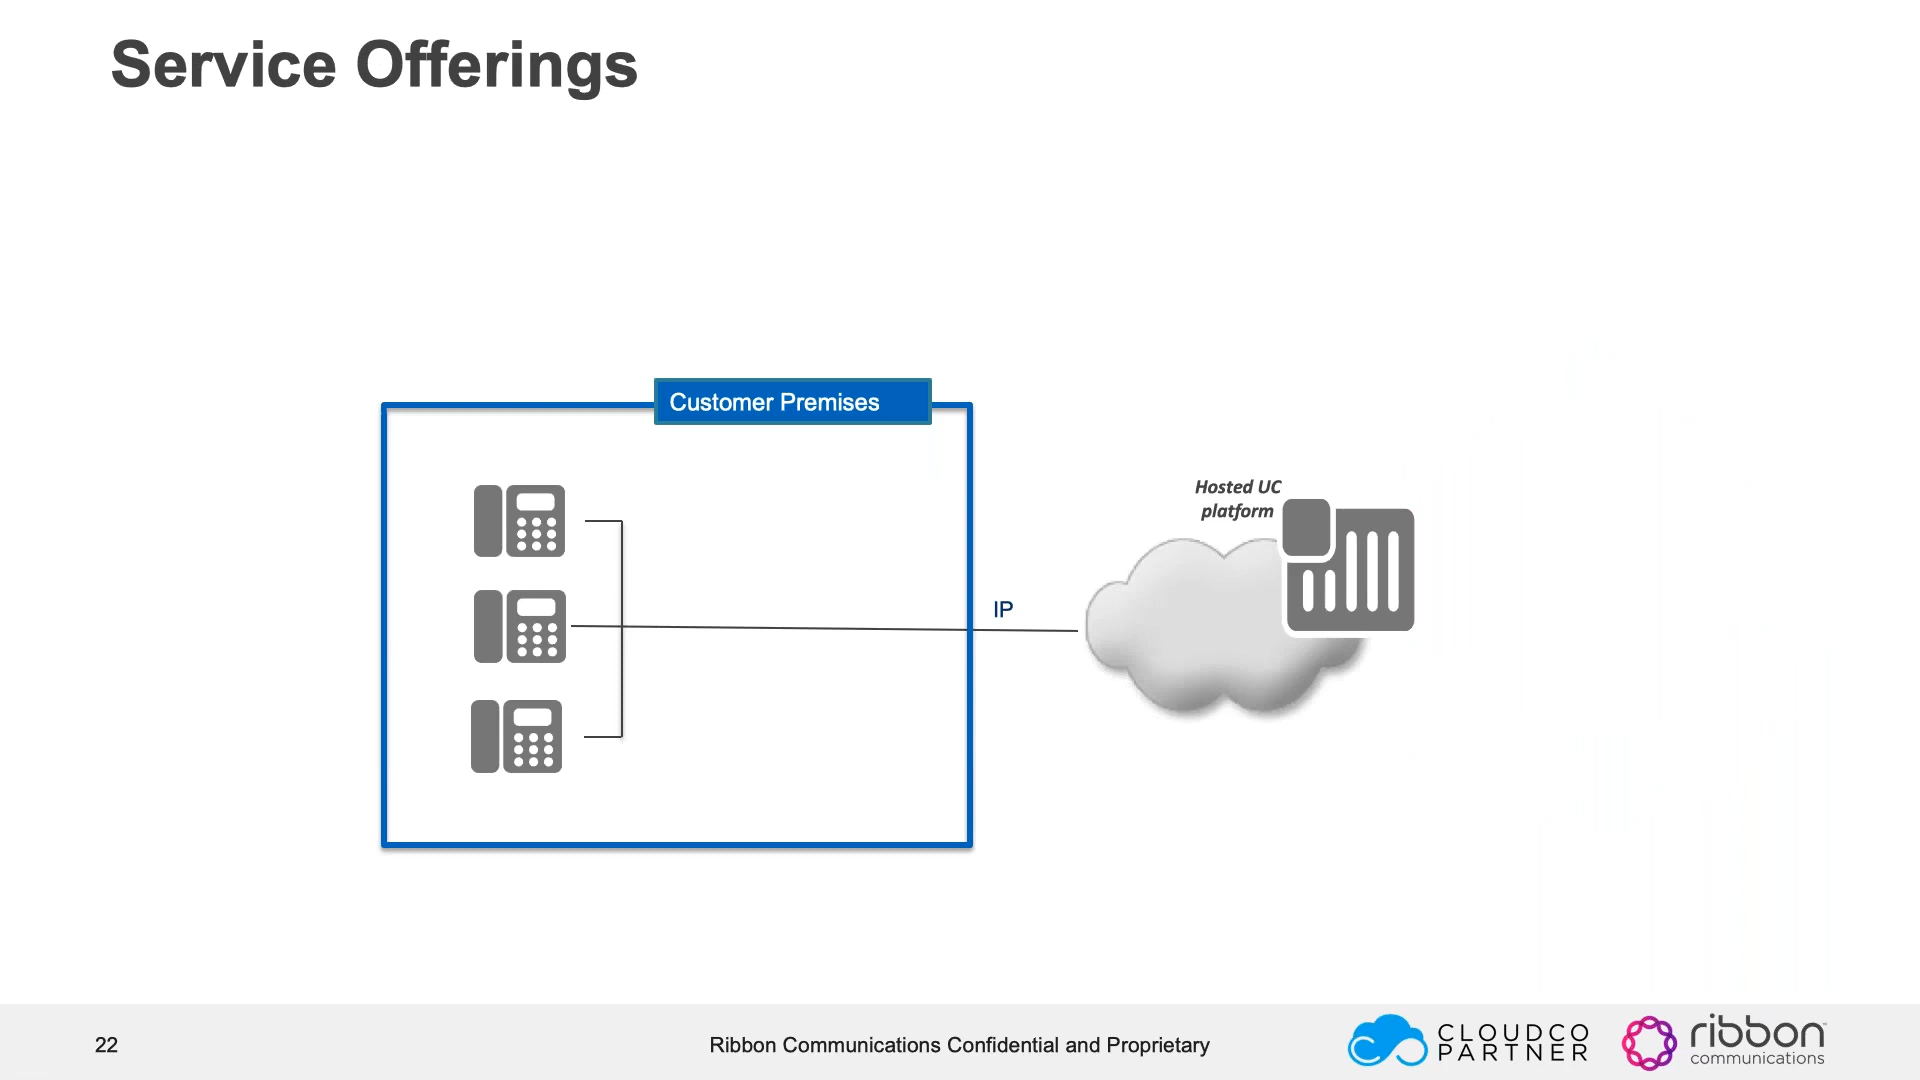 Service Offerings
Customer Premises
Hosted UC
platform
IP
22
Ribbon Communications Confidential and Proprietary
CLOUDCO
PARTNER
ribbon
communications